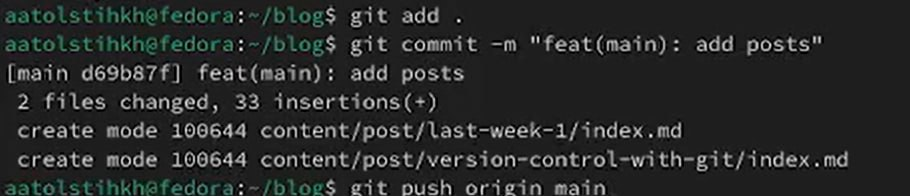 aatolstihkh@fedora:~/blog$ git add .
aatolstihkh@fedora:~/blog$ git commit -m "feat(main): add posts"
[main d69b87f] feat(main): add posts
 2 files changed, 33 insertions(+)
 create mode 100644 content/post/last-week-1/index.md
 create mode 100644 content/post/version-control-with-git/index.md
aatolstihkh@fedora:~/blog$ git push origin main